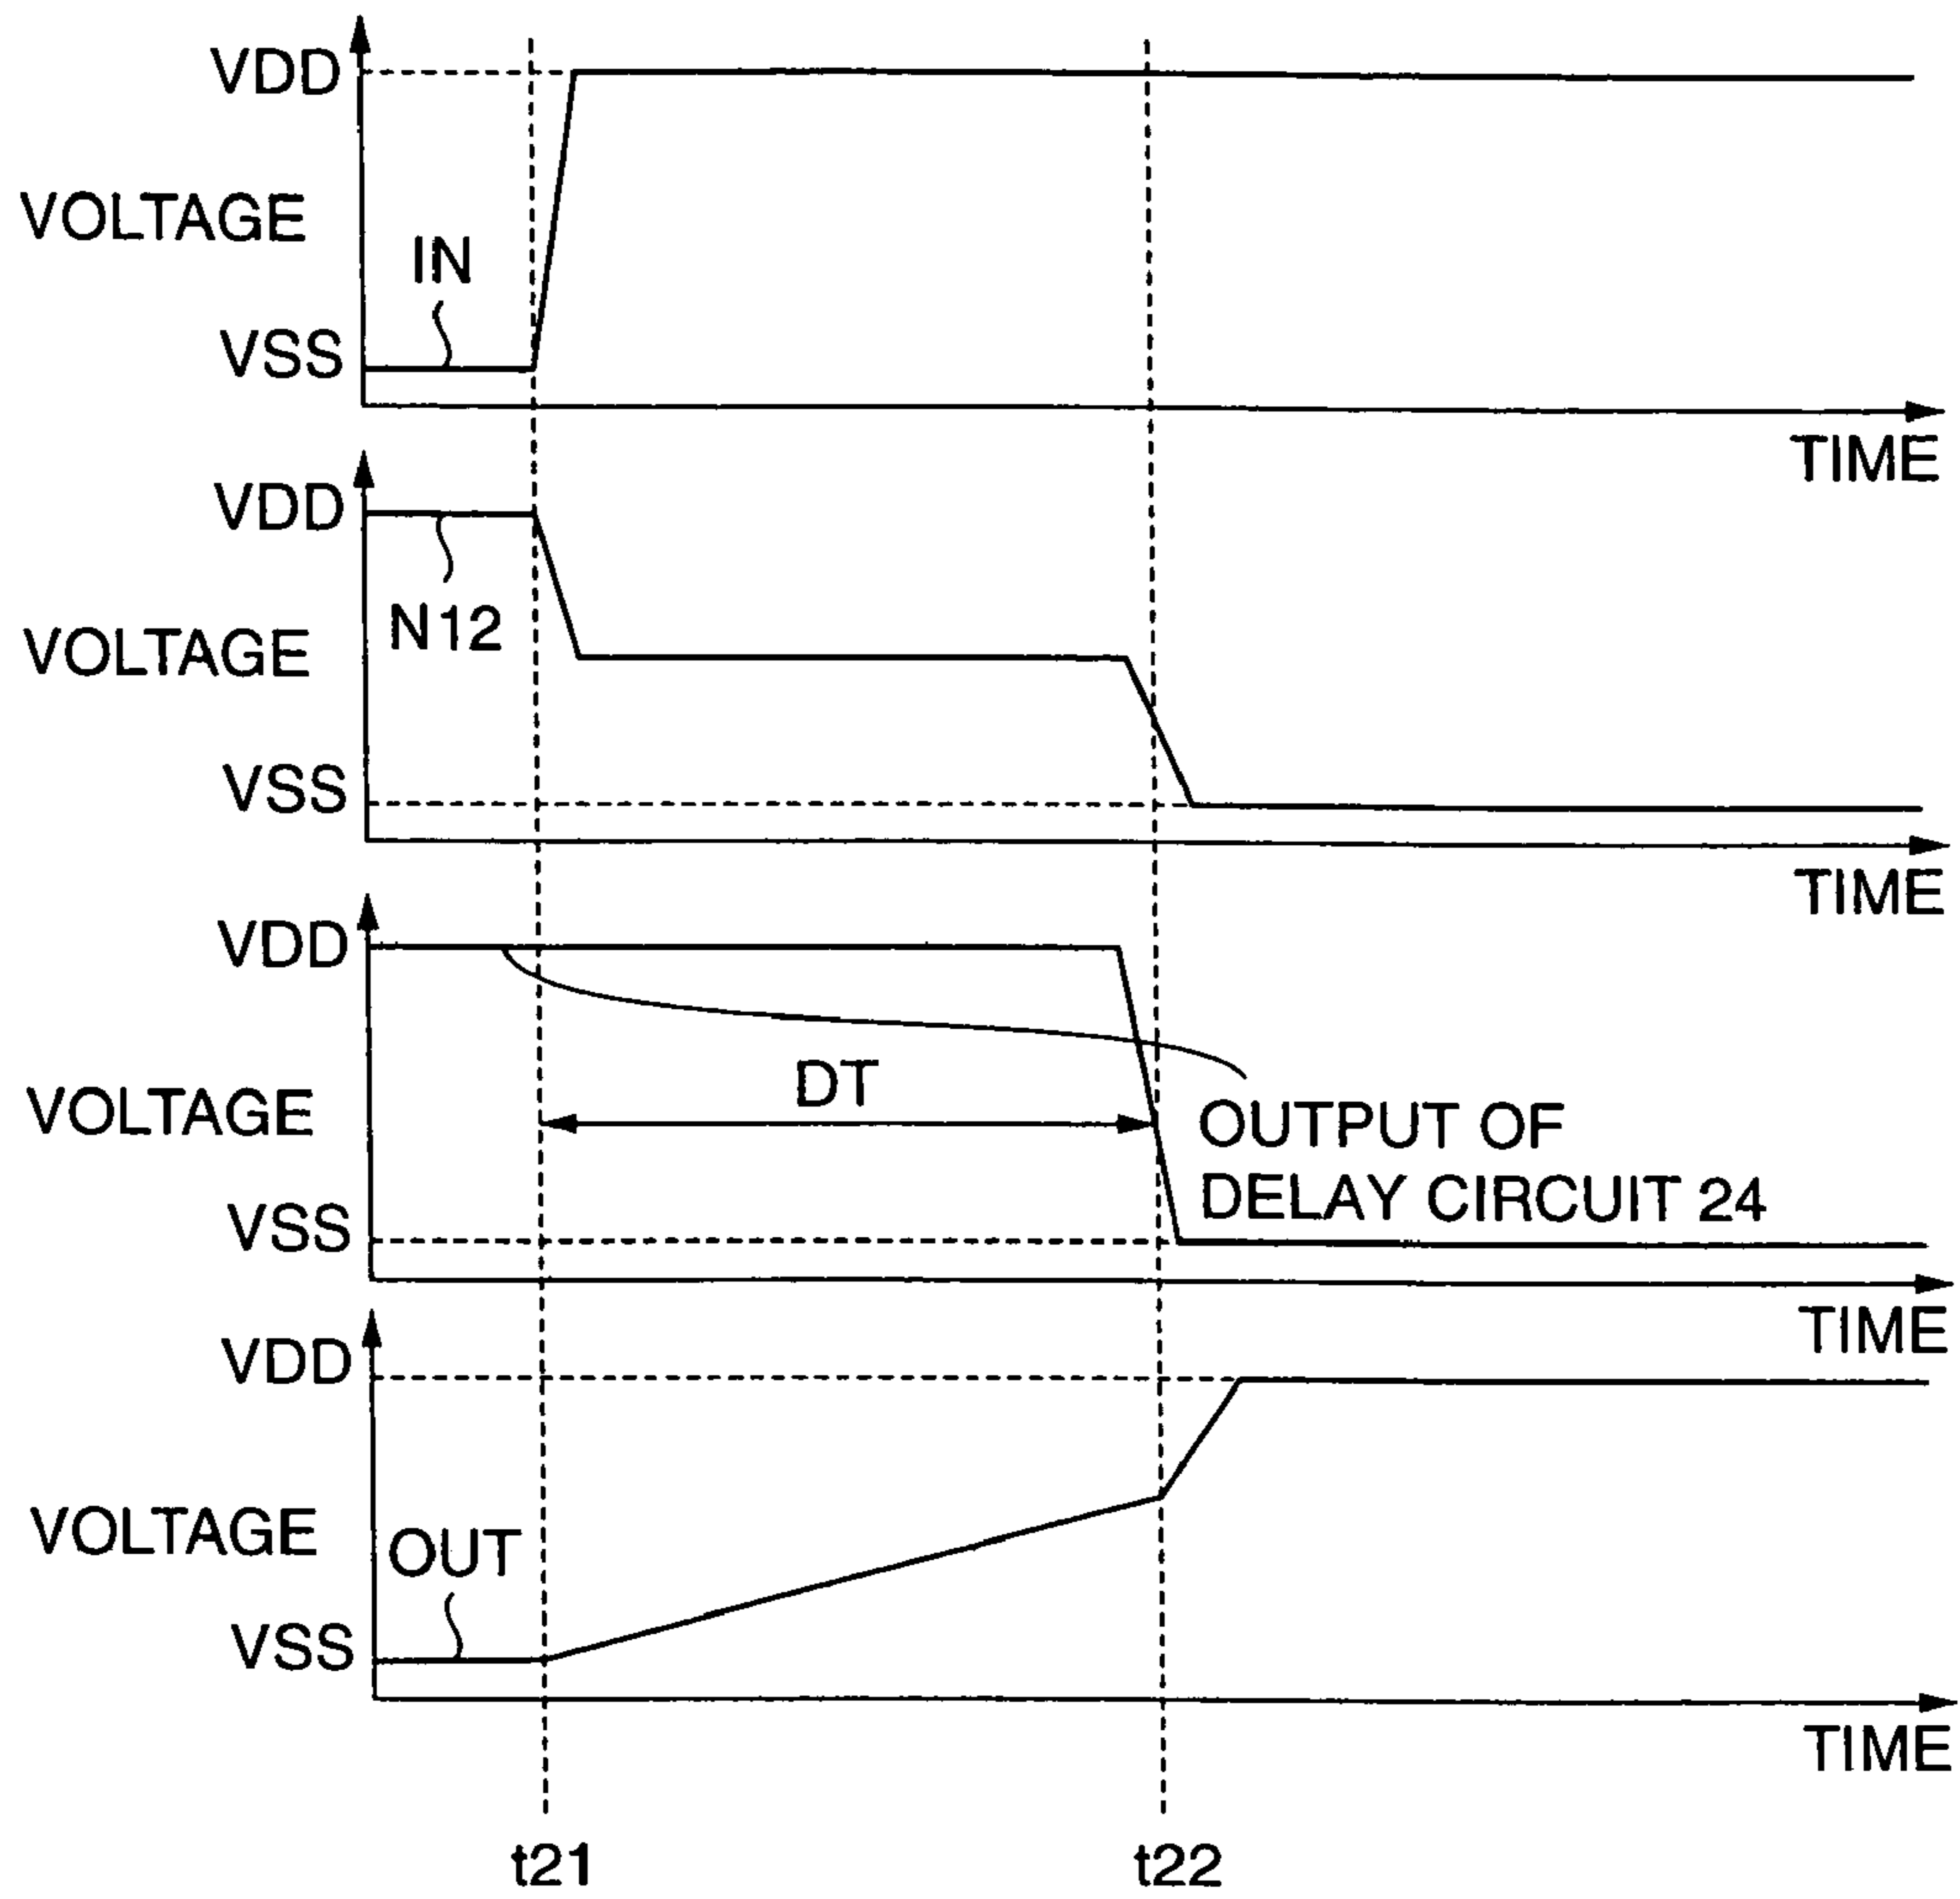 VDD
VOLTAGE
IN
VSS
TIME
VDD
N12
VOLTAGE
VSS
TIME
VDD
DT
VOLTAGE
OUTPUT OF
DELAY CIRCUIT 24
VSS
TIME
VDD
VOLTAGE
OUT
VSS
TIME
t21
t22